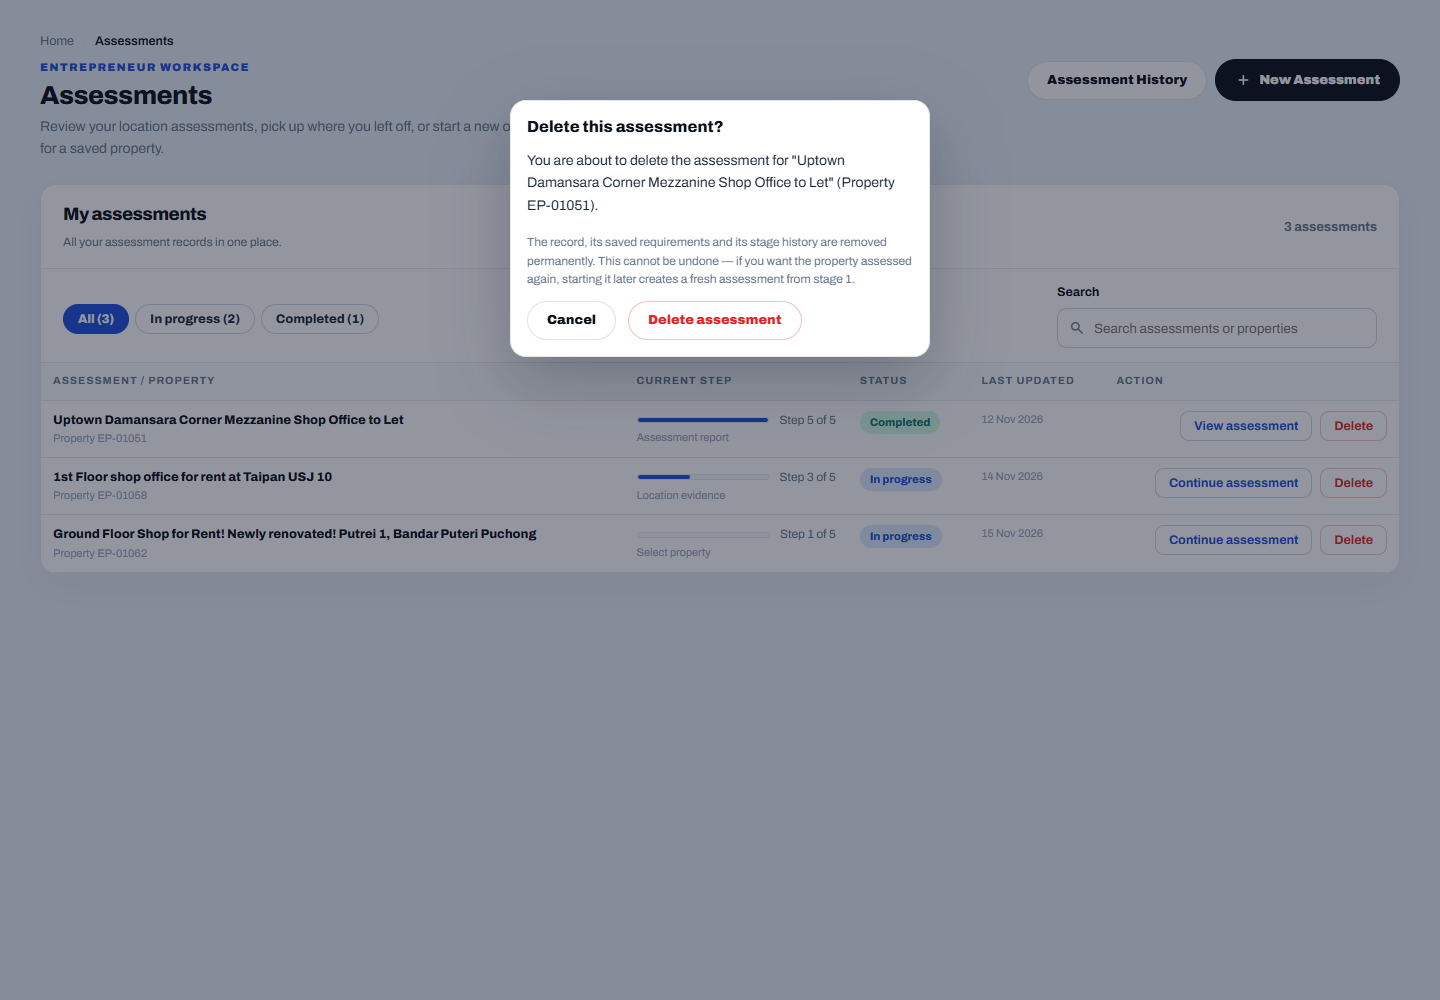 Home
Assessments
ENTREPRENEUR WORKSPACE
Assessments
Review your location assessments, pick up where you left off, or start a new
for a saved property.
Assessment History
New Assessment
Delete this assessment?
You are about to delete the assessment for "Uptown
Damansara Corner Mezzanine Shop Office to Let" (Property
EP-01051).
The record, its saved requirements and its stage history are removed
permanently. This cannot be undone — if you want the property assessed
again, starting it later creates a fresh assessment from stage 1.
Cancel
Delete assessment
My assessments
All your assessment records in one place.
3 assessments
All (3)
In progress (2)
Completed (1)
Search
Search assessments or properties
ASSESSMENT / PROPERTY
CURRENT STEP
STATUS
LAST UPDATED
ACTION
Uptown Damansara Corner Mezzanine Shop Office to Let
Property EP-01051
Step 5 of 5
Assessment report
Completed
12 Nov 2026
View assessment
Delete
1st Floor shop office for rent at Taipan USJ 10
Property EP-01058
Step 3 of 5
Location evidence
In progress
14 Nov 2026
Continue assessment
Delete
Ground Floor Shop for Rent! Newly renovated! Putrei 1, Bandar Puteri Puchong
Property EP-01062
Step 1 of 5
Select property
In progress
15 Nov 2026
Continue assessment
Delete